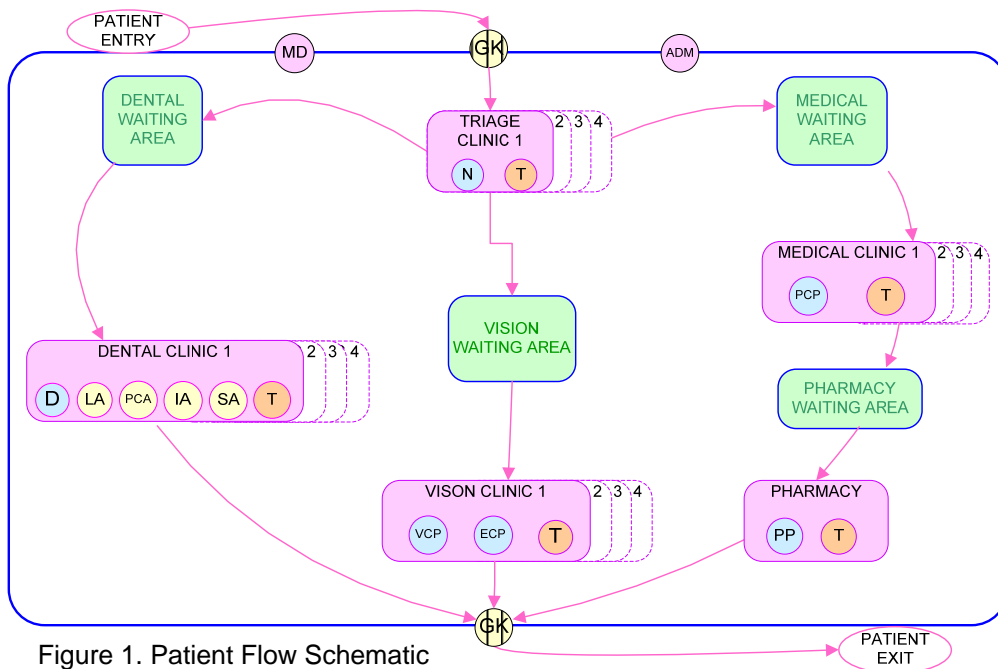 PATIENT
ENTRY
MD
GK
ADM
DENTAL
WAITING
AREA
TRIAGE
CLINIC 1
2 3 4
N T
MEDICAL
WAITING
AREA
MEDICAL CLINIC 1
2 3 4
PCP T
VISION
WAITING AREA
DENTAL CLINIC 1
2 3 4
D LA PCA IA SA T
PHARMACY
WAITING AREA
VISON CLINIC 1
2 3 4
VCP ECP T
PHARMACY
PP T
GK
PATIENT
EXIT
Figure 1. Patient Flow Schematic